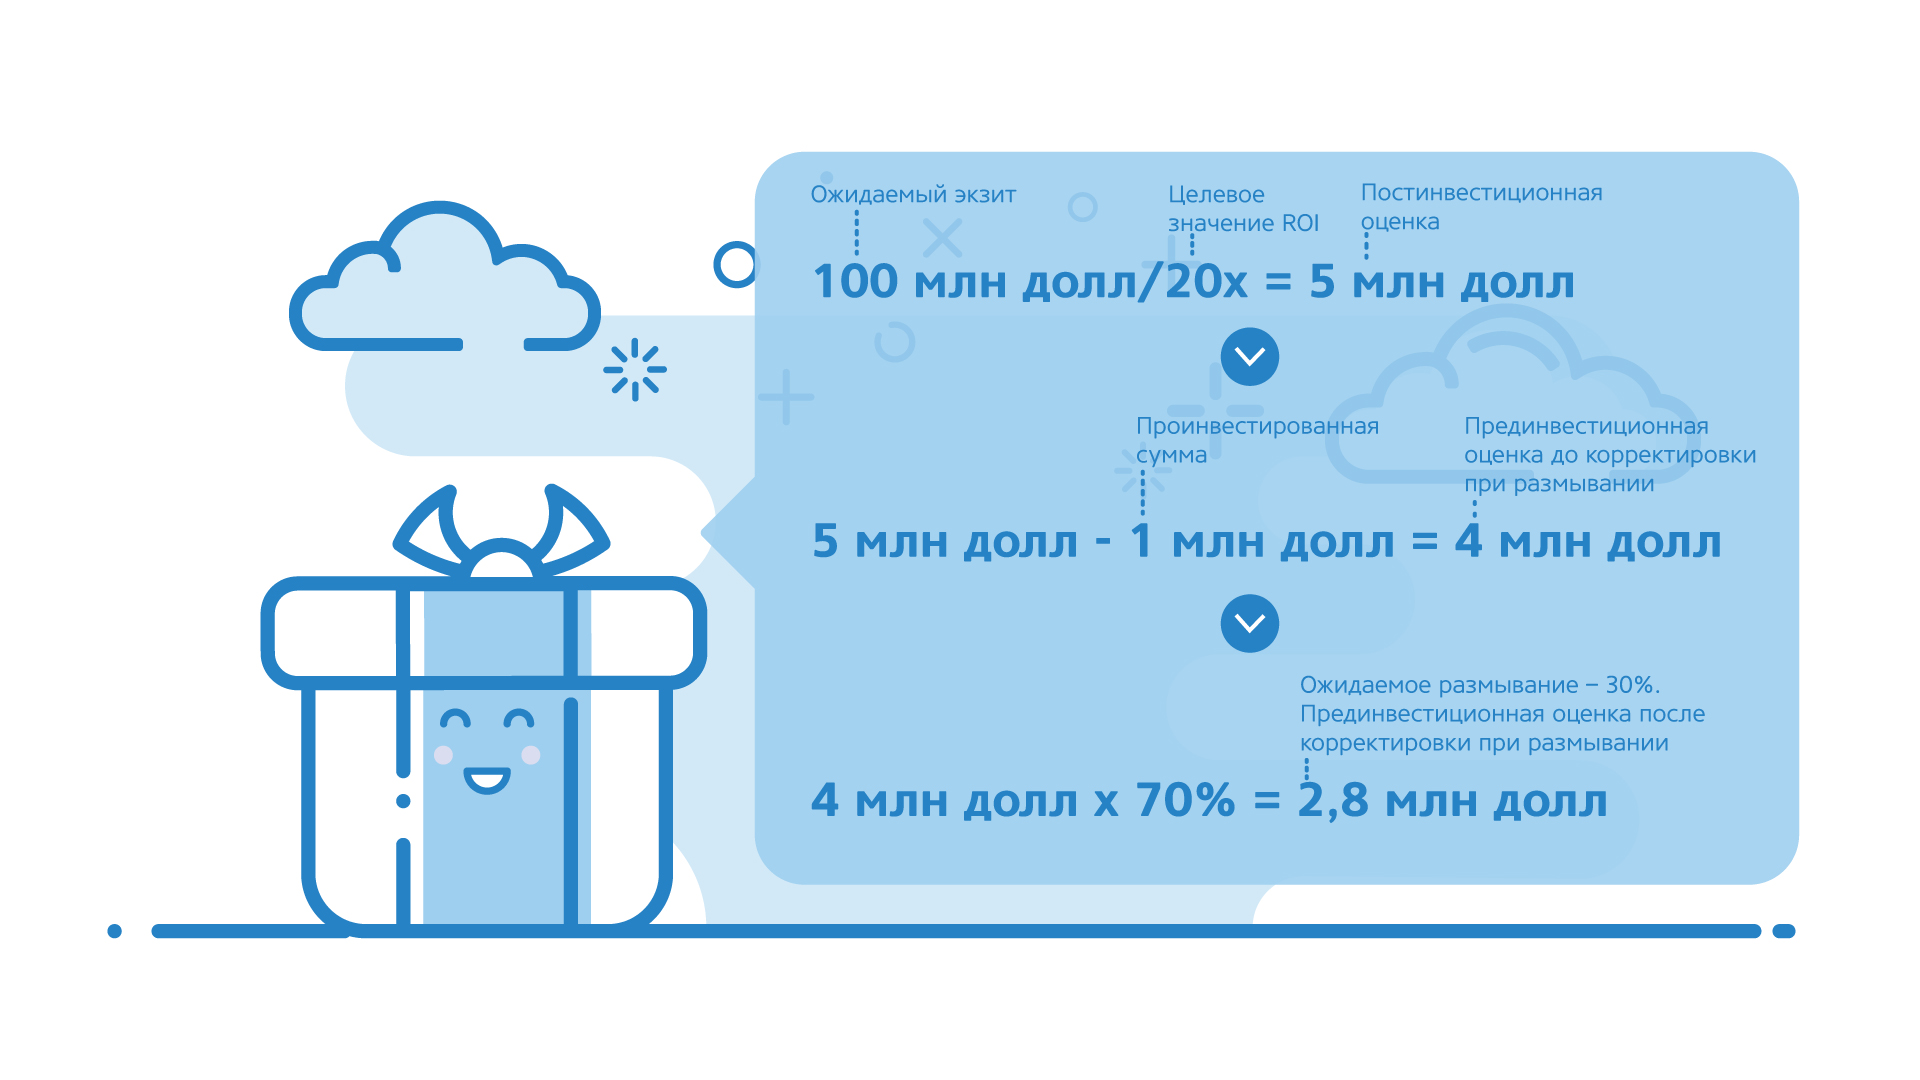 Ожидаемый экзит
Целевое
значение ROI
Постинвестиционная
оценка
100 млн долл/20x = 5 млн долл
Проинвестированная
сумма
Прединвестиционная
оценка до корректировки
при размывании
5 млн долл - 1 млн долл = 4 млн долл
Ожидаемое размывание – 30%.
Прединвестиционная оценка после
корректировки при размывании
4 млн долл x 70% = 2,8 млн долл